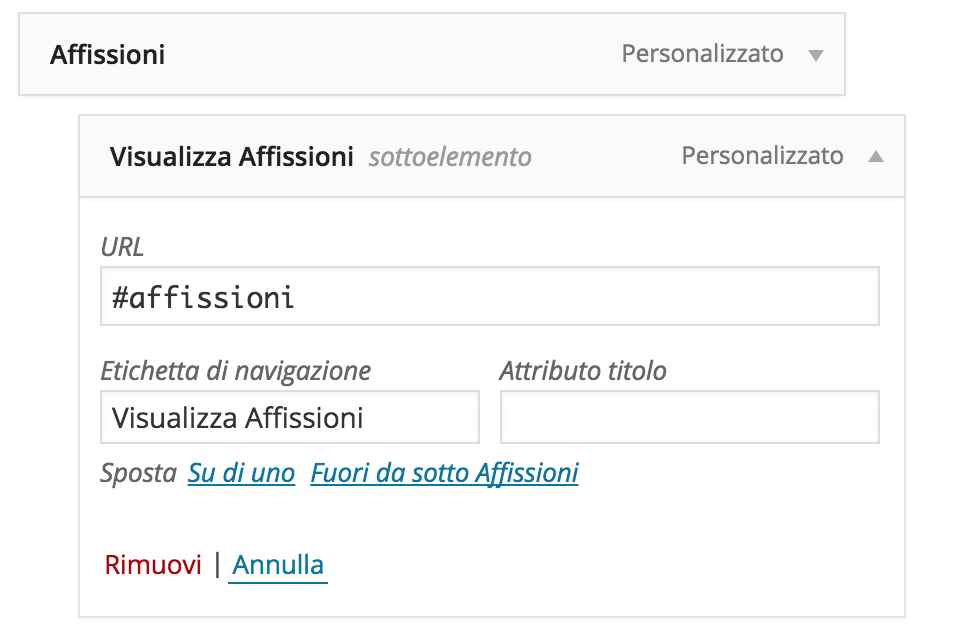 Affissioni Personalizzato
Visualizza Affissioni sottoelemento Personalizzato
URL
#affissioni
Etichetta di navigazione Attributo titolo
Visualizza Affissioni
Sposta Su di uno Fuori da sotto Affissioni
Rimuovi | Annulla